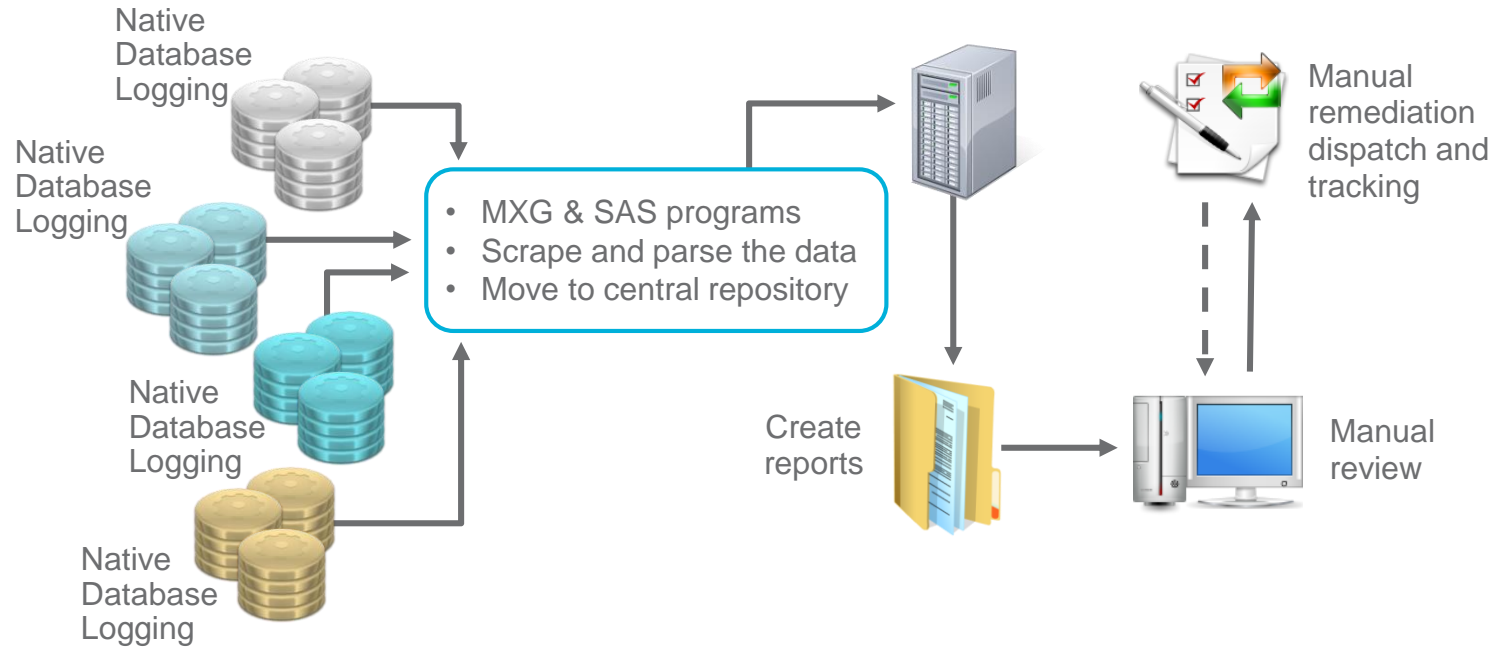 Native
Database
Logging
Native
Database
Logging
Native
Database
Logging
Native
Database
Logging
• MXG & SAS programs
• Scrape and parse the data
• Move to central repository
Create
reports
Manual
remediation
dispatch and
tracking
Manual
review